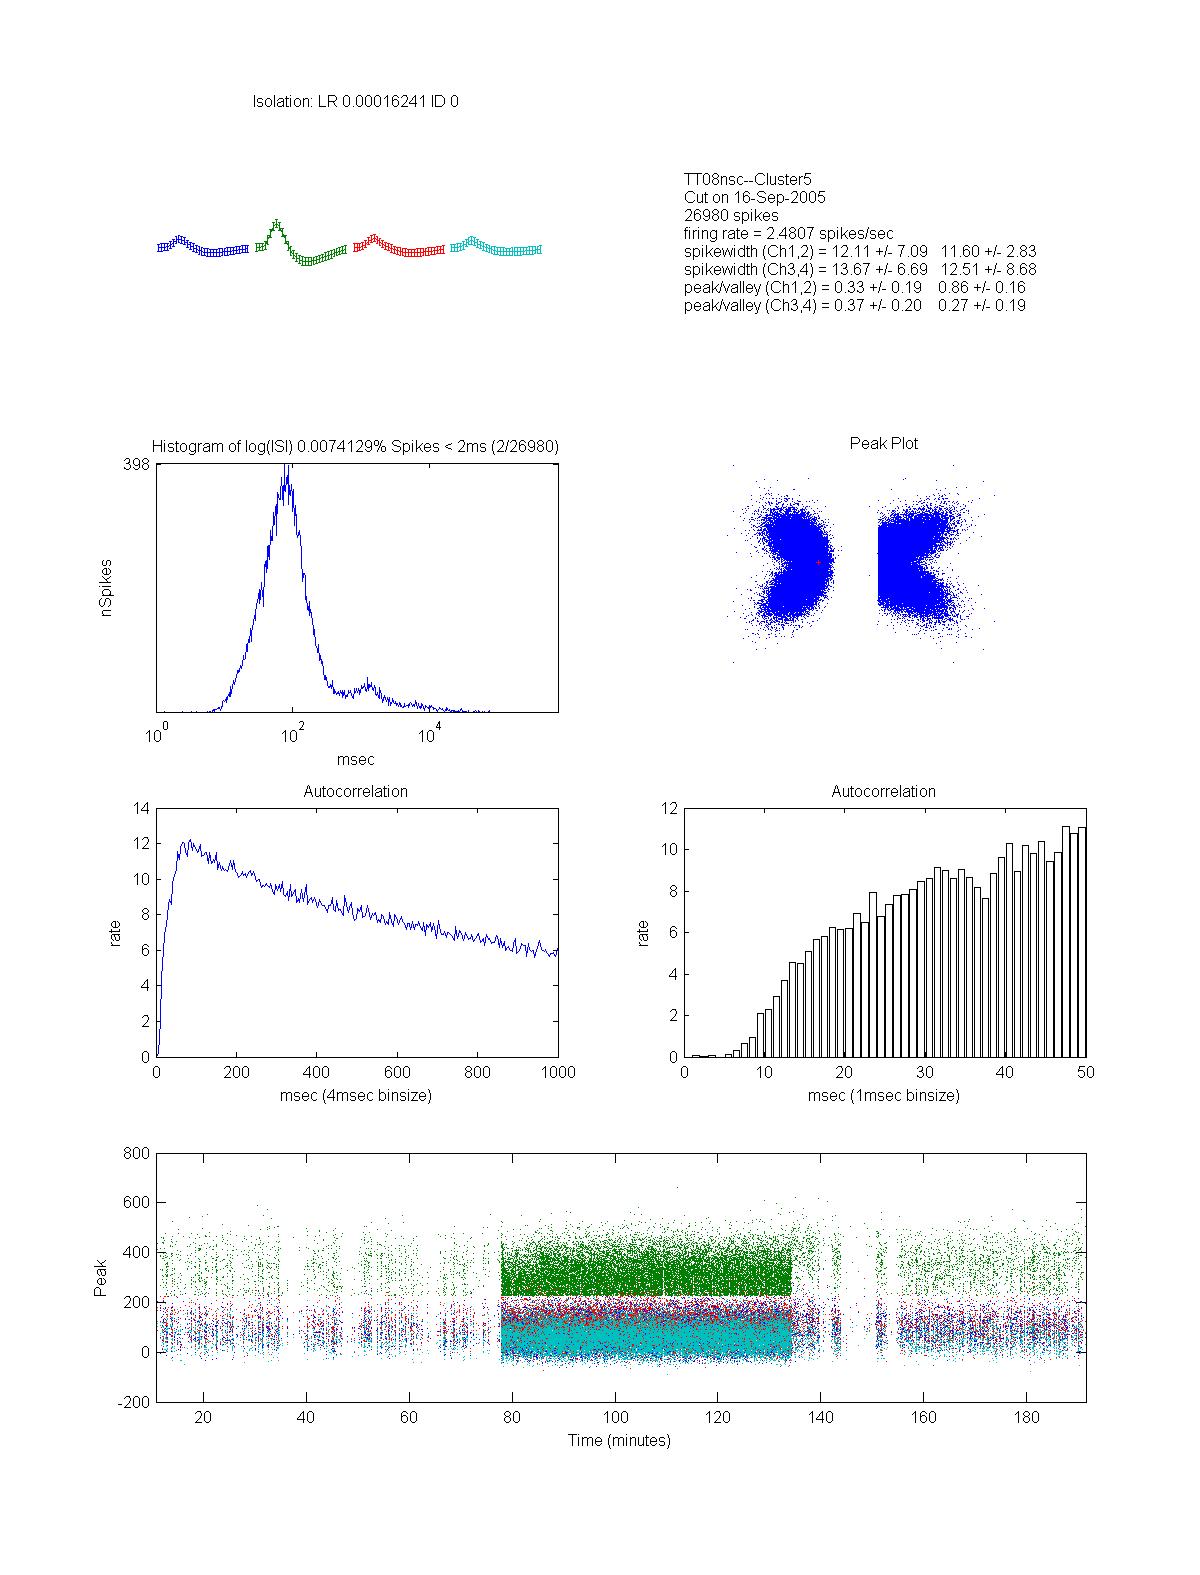 Isolation: LR 0.00016241 ID 0
TT08nsc--Cluster5
Cut on 16-Sep-2005
26980 spikes
firing rate = 2.4807 spikes/sec
spikewidth (Ch1,2) = 12.11 +/- 7.09 11.60 +/- 2.83
spikewidth (Ch3,4) = 13.67 +/- 6.69 12.51 +/- 8.68
peak/valley (Ch1,2) = 0.33 +/- 0.19 0.86 +/- 0.16
peak/valley (Ch3,4) = 0.37 +/- 0.20 0.27 +/- 0.19
Histogram of log(ISI) 0.0074129% Spikes < 2ms (2/26980)
398
nSpikes
10^0 10^2 10^4
msec
Peak Plot
Autocorrelation
14
12
10
8
6
4
2
0
rate
0 200 400 600 800 1000
msec (4msec binsize)
Autocorrelation
12
10
8
6
4
2
0
rate
0 10 20 30 40 50
msec (1msec binsize)
800
600
400
200
0
-200
Peak
20 40 60 80 100 120 140 160 180
Time (minutes)